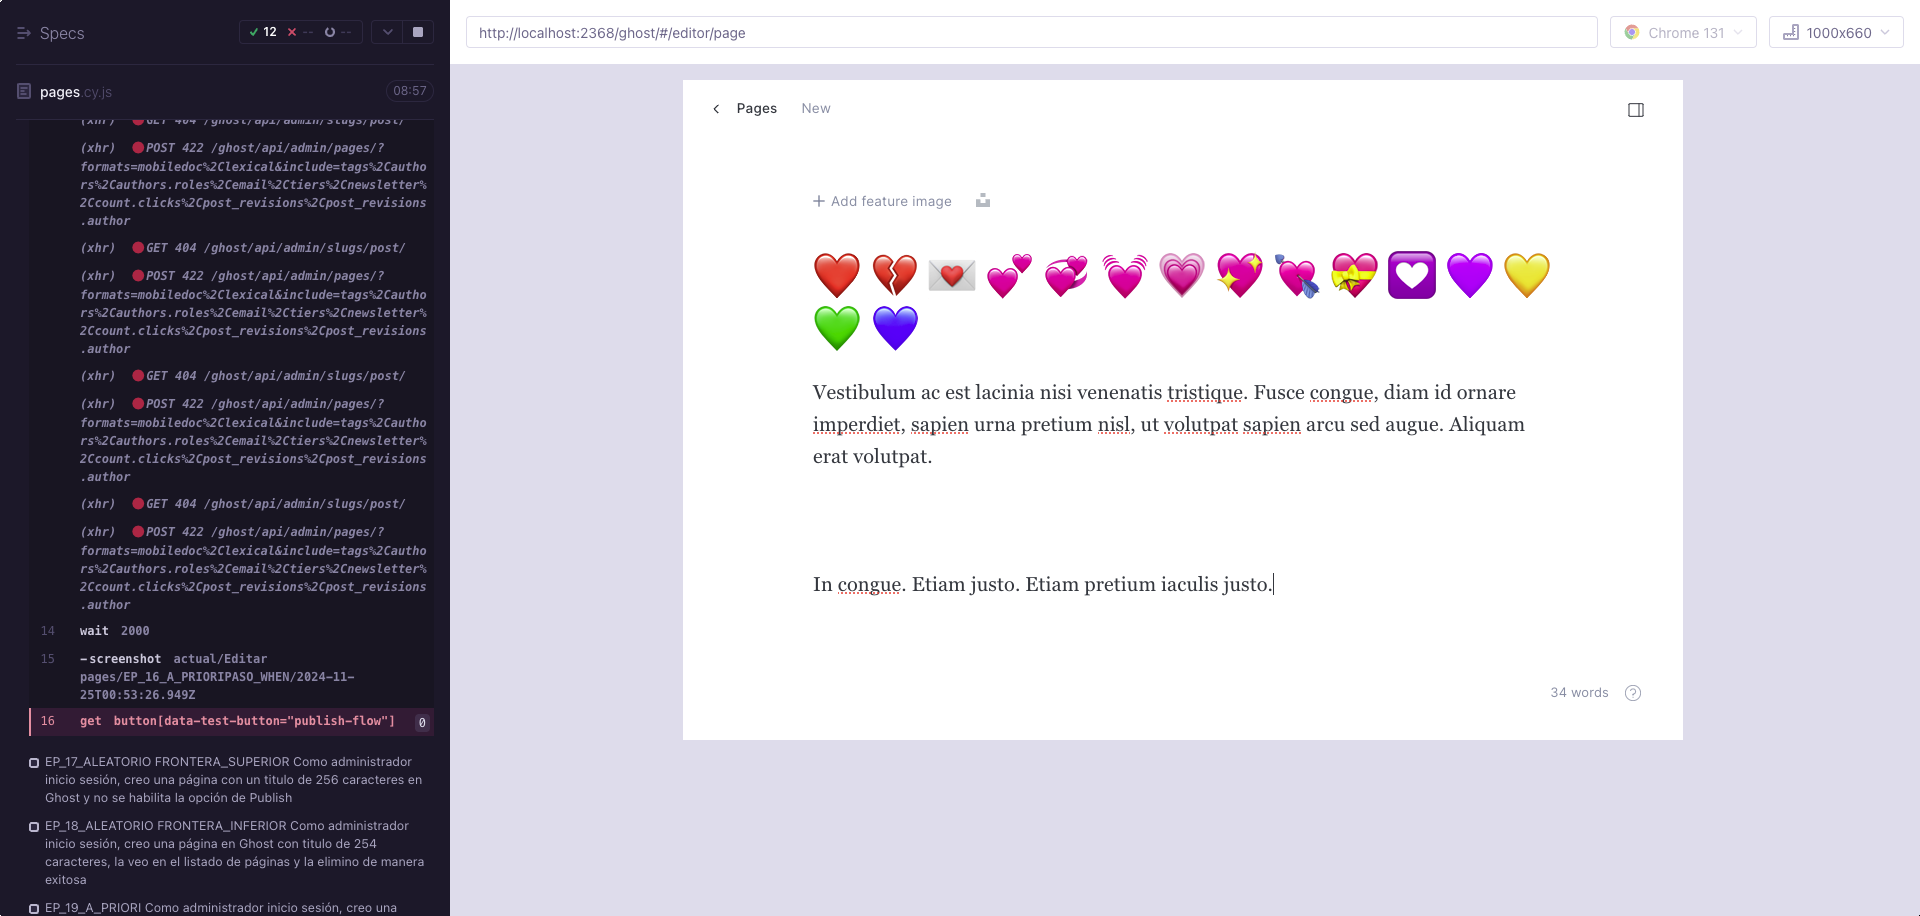 Specs
12
--
--
pages.cy.js
08:57
(xhr) GET 404 /ghost/api/admin/slugs/post/
(xhr) POST 422 /ghost/api/admin/pages/?
formats=mobiledoc%2Clexical&include=tags%2Cautho
rs%2Cauthors.roles%2Cemail%2Ctiers%2Cnewsletter%
2Ccount.clicks%2Cpost_revisions%2Cpost_revisions
.author
(xhr) GET 404 /ghost/api/admin/slugs/post/
(xhr) POST 422 /ghost/api/admin/pages/?
formats=mobiledoc%2Clexical&include=tags%2Cautho
rs%2Cauthors.roles%2Cemail%2Ctiers%2Cnewsletter%
2Ccount.clicks%2Cpost_revisions%2Cpost_revisions
.author
(xhr) GET 404 /ghost/api/admin/slugs/post/
(xhr) POST 422 /ghost/api/admin/pages/?
formats=mobiledoc%2Clexical&include=tags%2Cautho
rs%2Cauthors.roles%2Cemail%2Ctiers%2Cnewsletter%
2Ccount.clicks%2Cpost_revisions%2Cpost_revisions
.author
(xhr) GET 404 /ghost/api/admin/slugs/post/
(xhr) POST 422 /ghost/api/admin/pages/?
formats=mobiledoc%2Clexical&include=tags%2Cautho
rs%2Cauthors.roles%2Cemail%2Ctiers%2Cnewsletter%
2Ccount.clicks%2Cpost_revisions%2Cpost_revisions
.author
14 wait 2000
15 -screenshot actual/Editar
pages/EP_16_A_PRIORIPASO_WHEN/2024-11-
25T00:53:26.949Z
16 get button[data-test-button="publish-flow"] 0
EP_17_ALEATORIO FRONTERA_SUPERIOR Como administrador
inicio sesión, creo una página con un titulo de 256 caracteres en
Ghost y no se habilita la opción de Publish
EP_18_ALEATORIO FRONTERA_INFERIOR Como administrador
inicio sesión, creo una página en Ghost con titulo de 254
caracteres, la veo en el listado de páginas y la elimino de manera
exitosa
EP_19_A_PRIORI Como administrador inicio sesión, creo una
http://localhost:2368/ghost/#/editor/page
Chrome 131
1000x660
Pages
New
+ Add feature image
Vestibulum ac est lacinia nisi venenatis tristique. Fusce congue, diam id ornare
imperdiet, sapien urna pretium nisl, ut volutpat sapien arcu sed augue. Aliquam
erat volutpat.
In congue. Etiam justo. Etiam pretium iaculis justo.
34 words